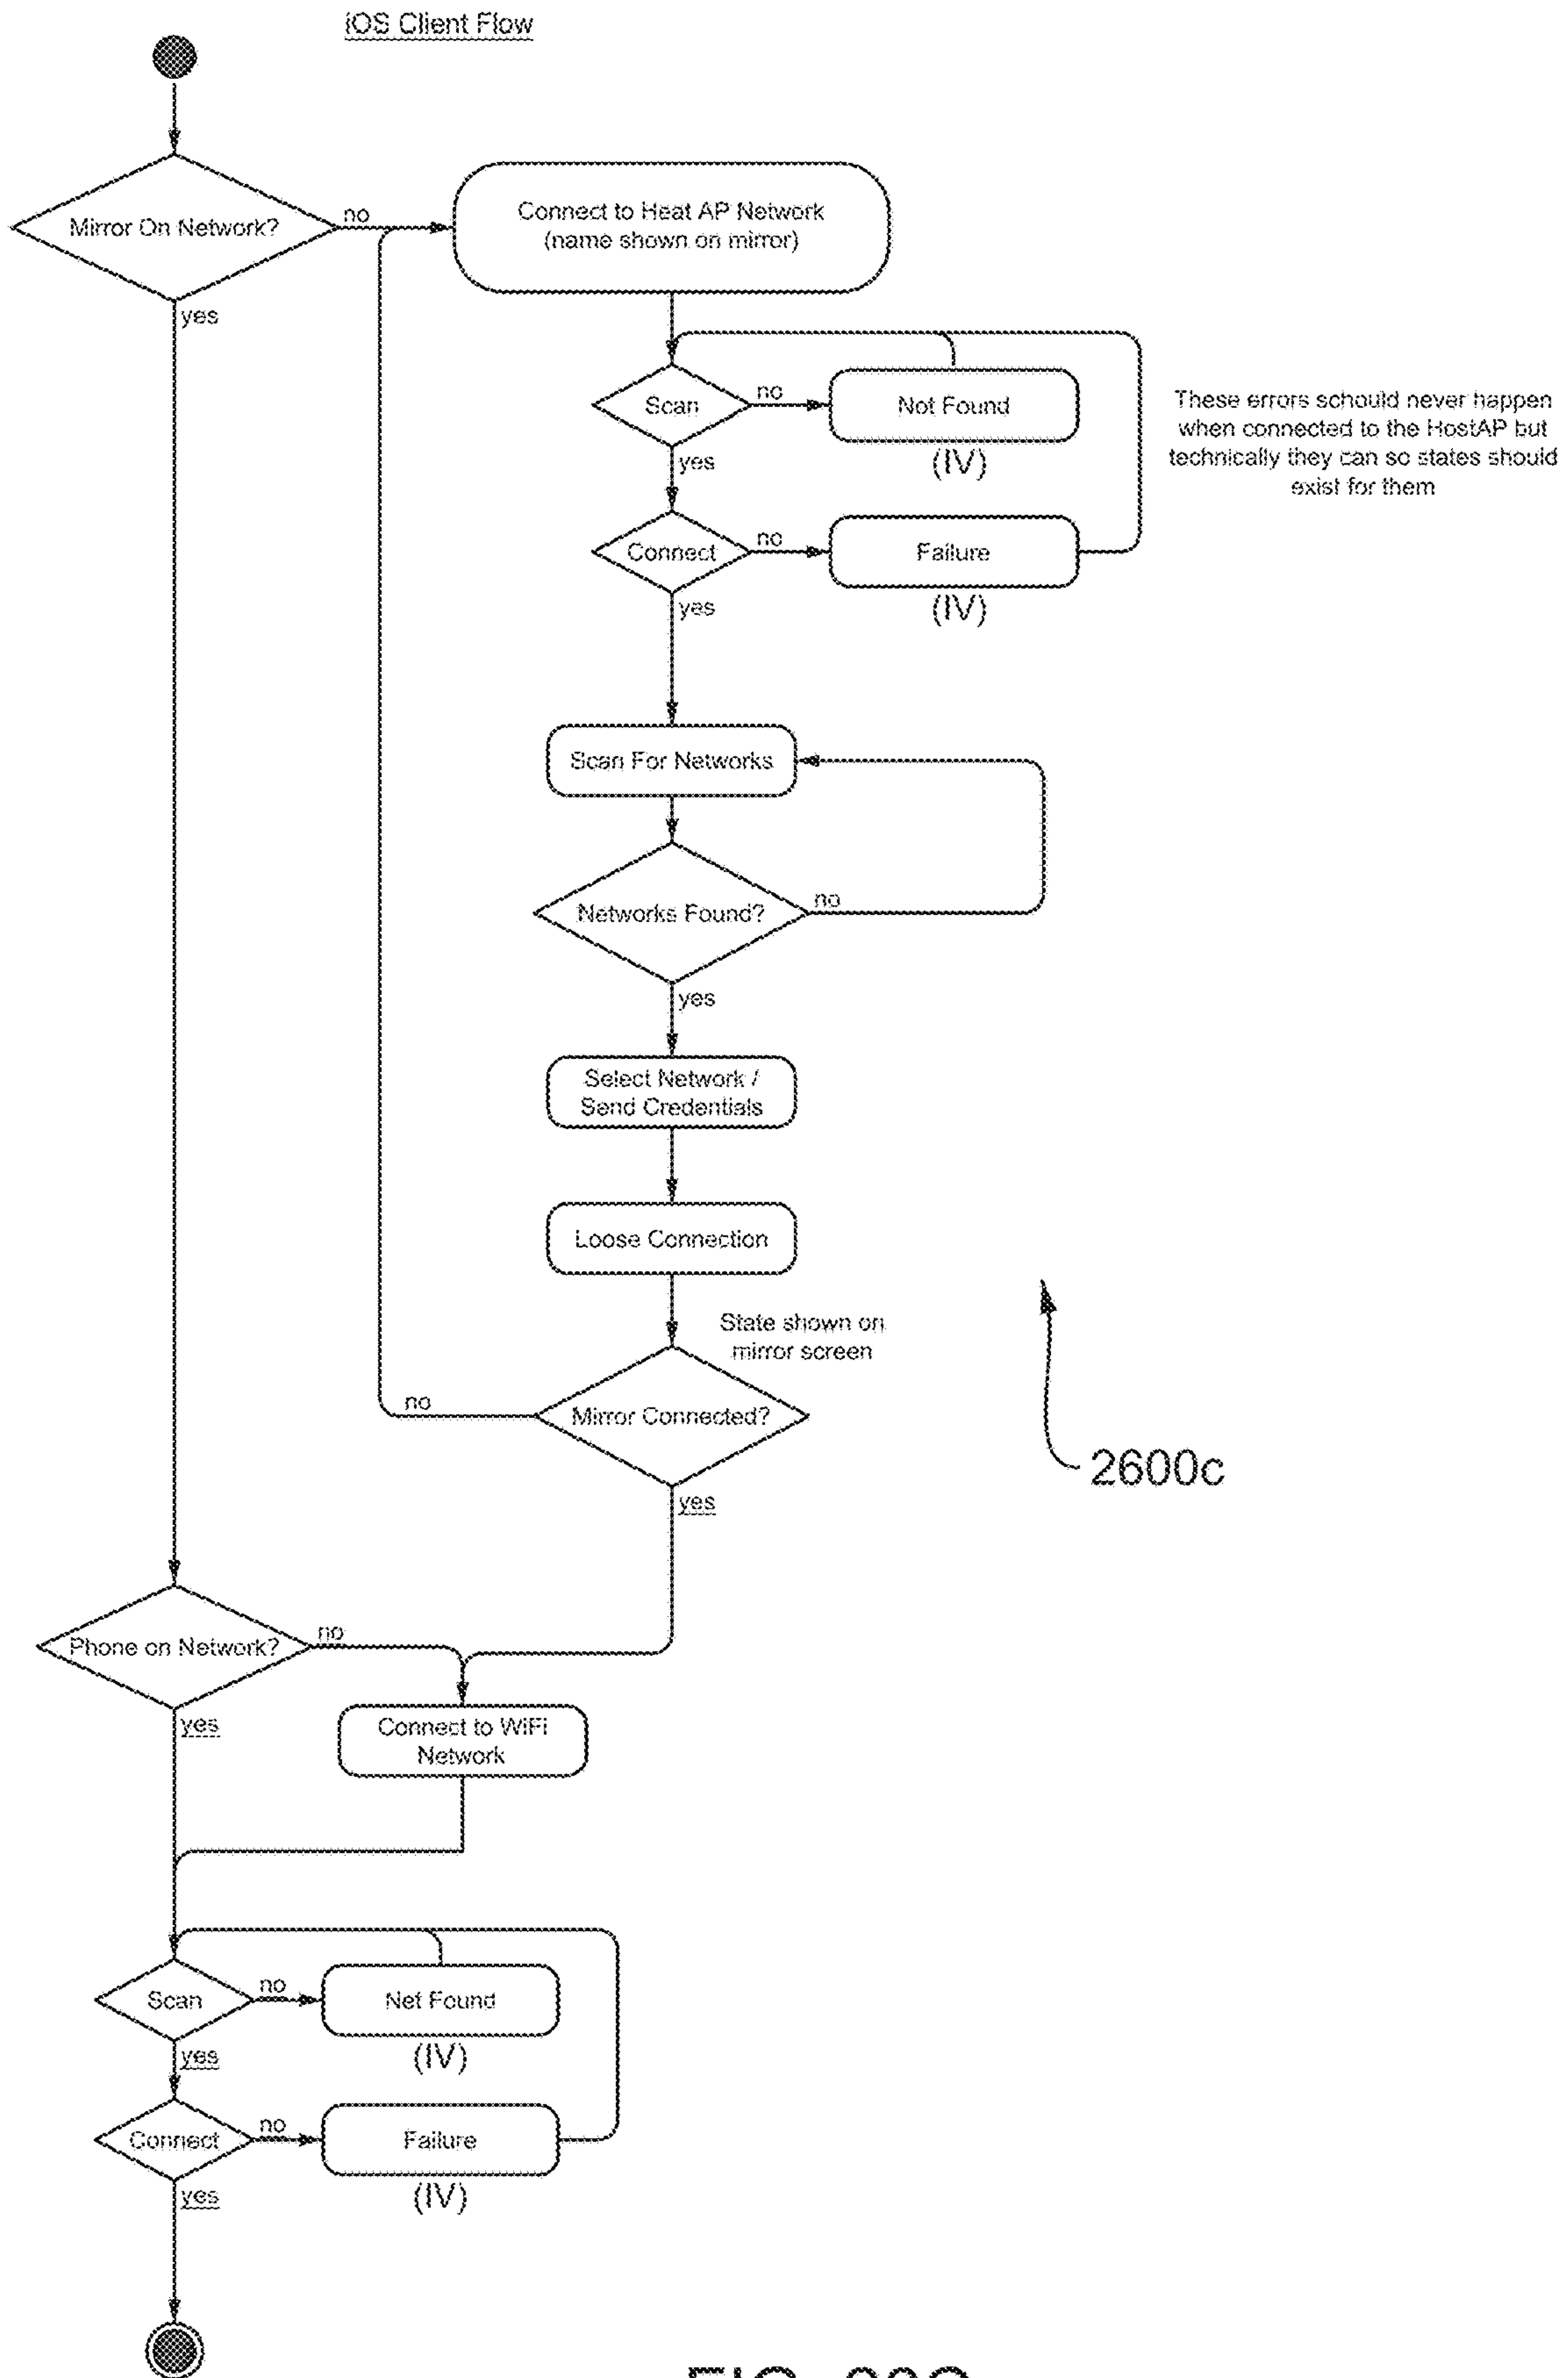 iOS Client Flow
Mirror On Network?
no
yes
Connect to Heat AP Network
(name shown on mirror)
Scan
no
Not Found
(IV)
yes
These errors schould never happen
when connected to the HostAP but
technically they can so states should
exist for them
Connect
no
Failure
(IV)
yes
Scan For Networks
Networks Found?
no
yes
Select Network /
Send Credentials
Loose Connection
State shown on
mirror screen
Mirror Connected?
no
yes
2600c
Phone on Network?
no
yes
Connect to WiFi
Network
Scan
no
Net Found
(IV)
yes
Connect
no
Failure
(IV)
yes